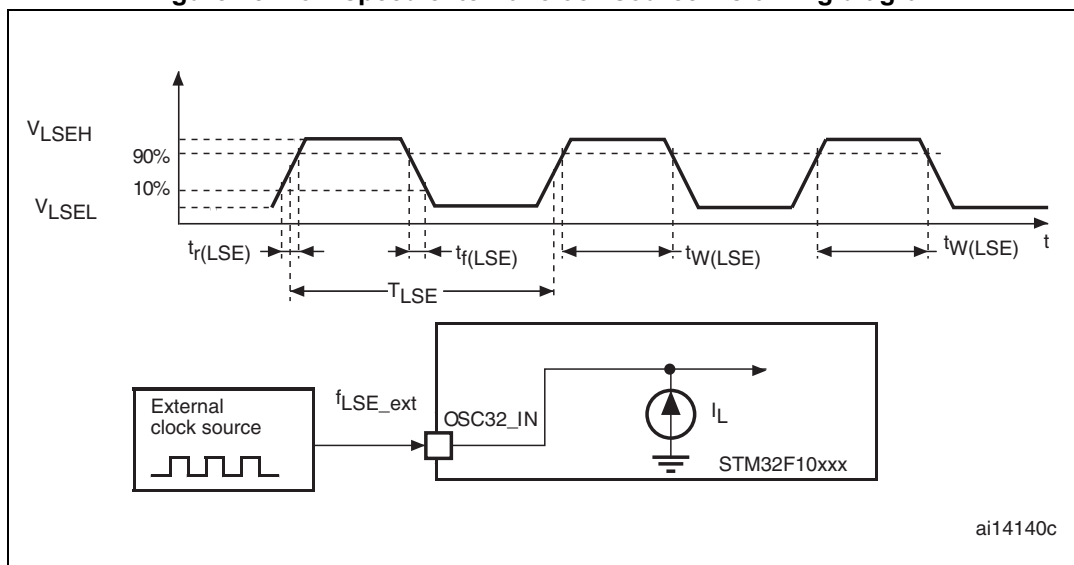 V_LSEH
90%
10%
V_LSEL
t_r(LSE)
t_f(LSE)
t_W(LSE)
t_W(LSE)
t
T_LSE
External
clock source
f_LSE_ext
OSC32_IN
I_L
STM32F10xxx
ai14140c